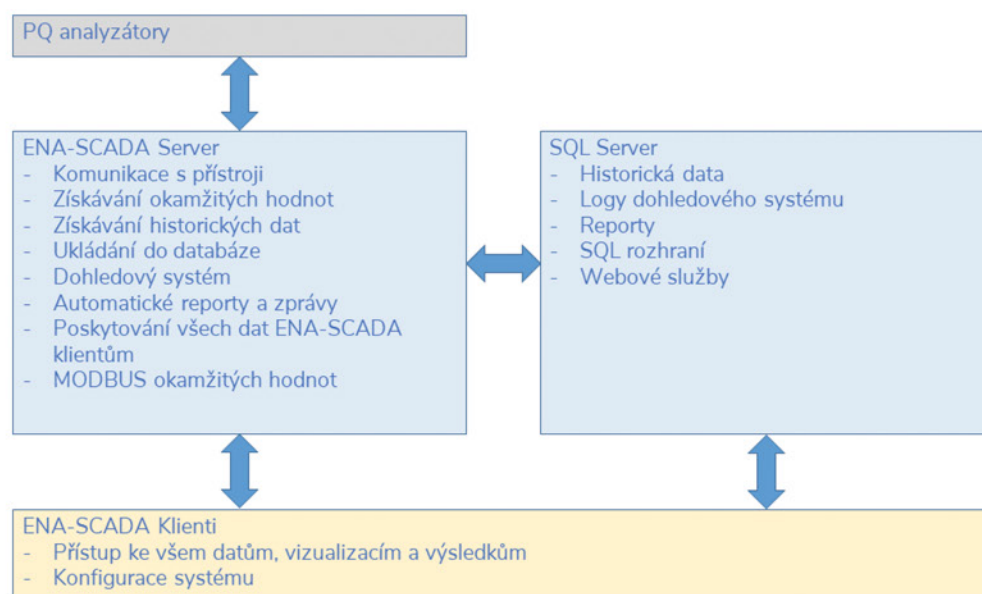 PQ analyzátory
ENA-SCADA Server
- Komunikace s přístroji
- Získávání okamžitých hodnot
- Získávání historických dat
- Ukládání do databáze
- Dohledový systém
- Automatické reporty a zprávy
- Poskytování všech dat ENA-SCADA
klientům
- MODBUS okamžitých hodnot
SQL Server
- Historická data
- Logy dohledového systému
- Reporty
- SQL rozhraní
- Webové služby
ENA-SCADA Klienti
- Přístup ke všem datům, vizualizacím a výsledkům
- Konfigurace systému